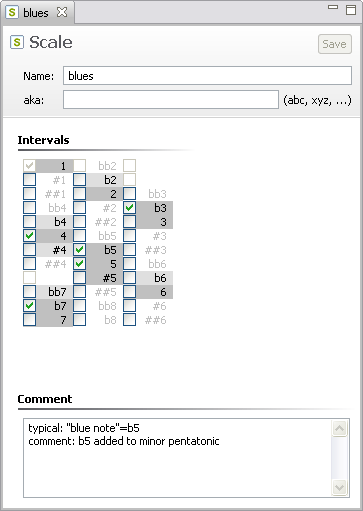 blues
S Scale
Save
Name: blues
aka: (abc, xyz, ...)
Intervals
1 bb2
#1 b2
##1 2 bb3
bb4 #2 b3
b4 ##2 3
4 bb5 #3
#4 b5 ##3
##4 5 bb6
#5 b6
bb7 ##5 6
b7 b8 #6
7 bb8 ##6
Comment
typical: "blue note"=b5
comment: b5 added to minor pentatonic